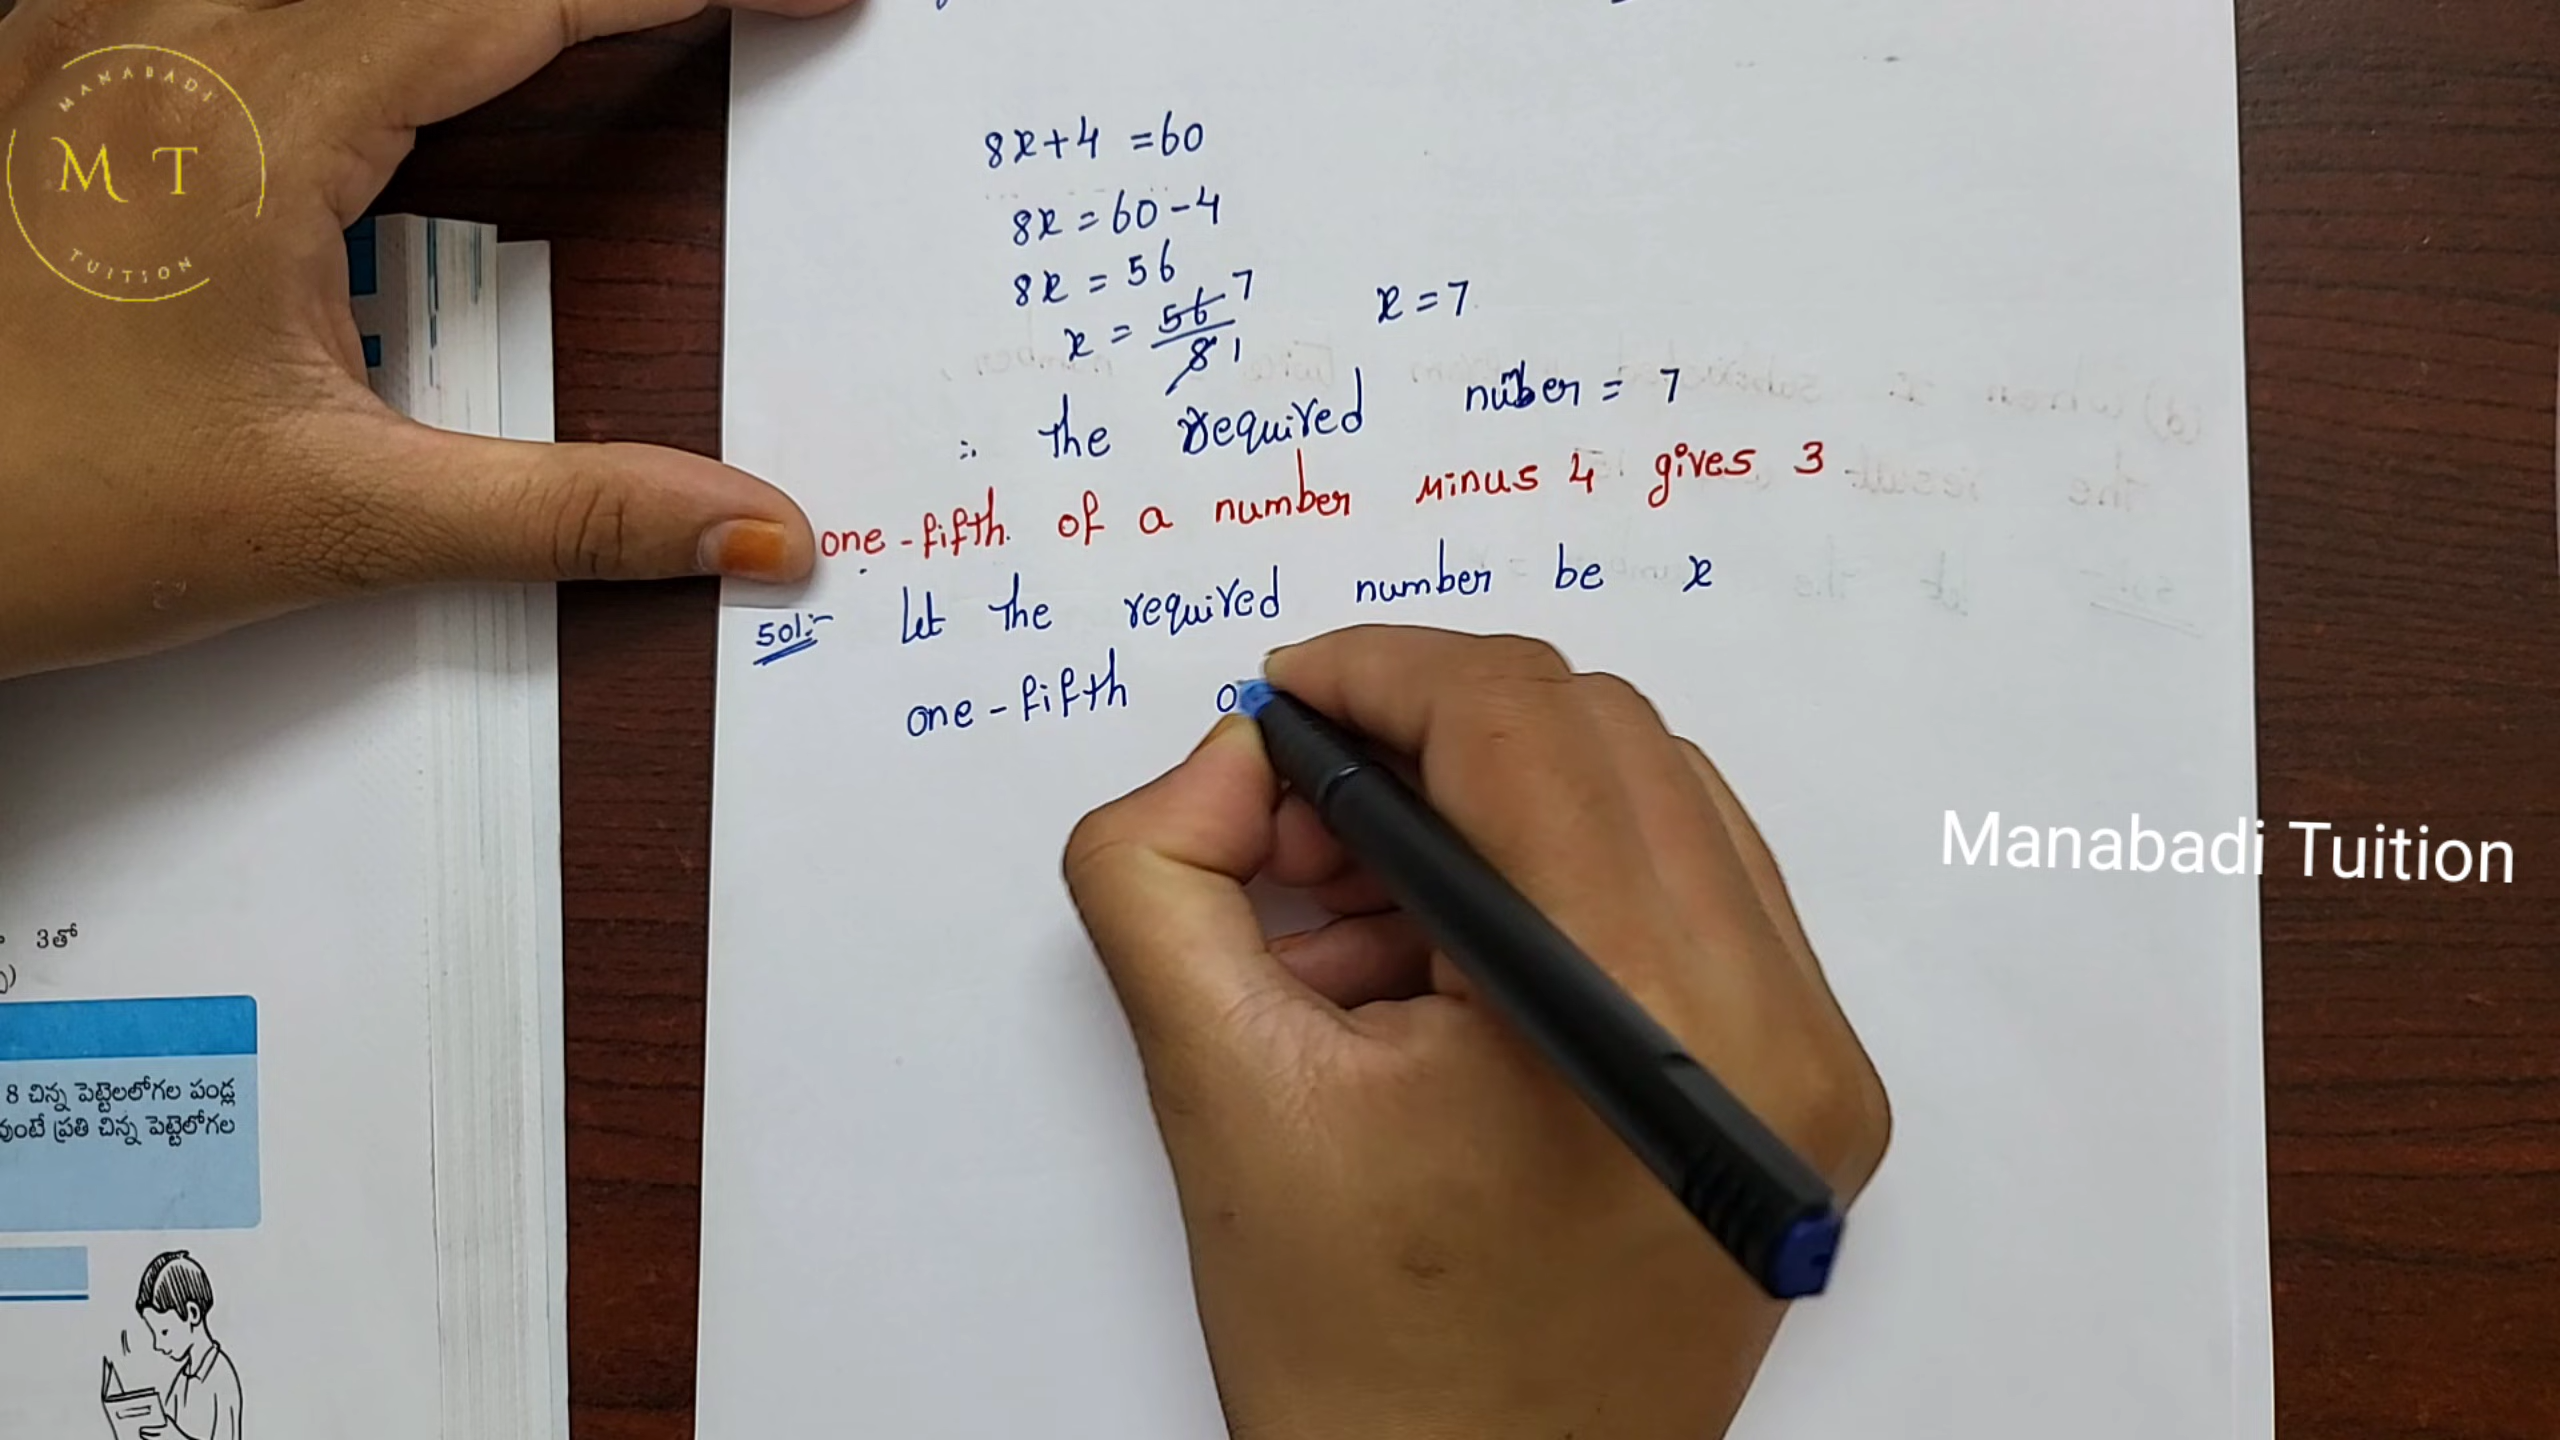 MANABADI
M T
TUITION
8x+4 =60
8x = 60-4
8x = 56
x = 56/8 7 1
x = 7
∴ the required number = 7
one-fifth of a number minus 4 gives 3
Sol:- let the required number be x
one-fifth o
Manabadi Tuition
3తో
8 చిన్న పెట్టెలలోగల పండ్ల
ప్రతి చిన్న పెట్టెలోగల